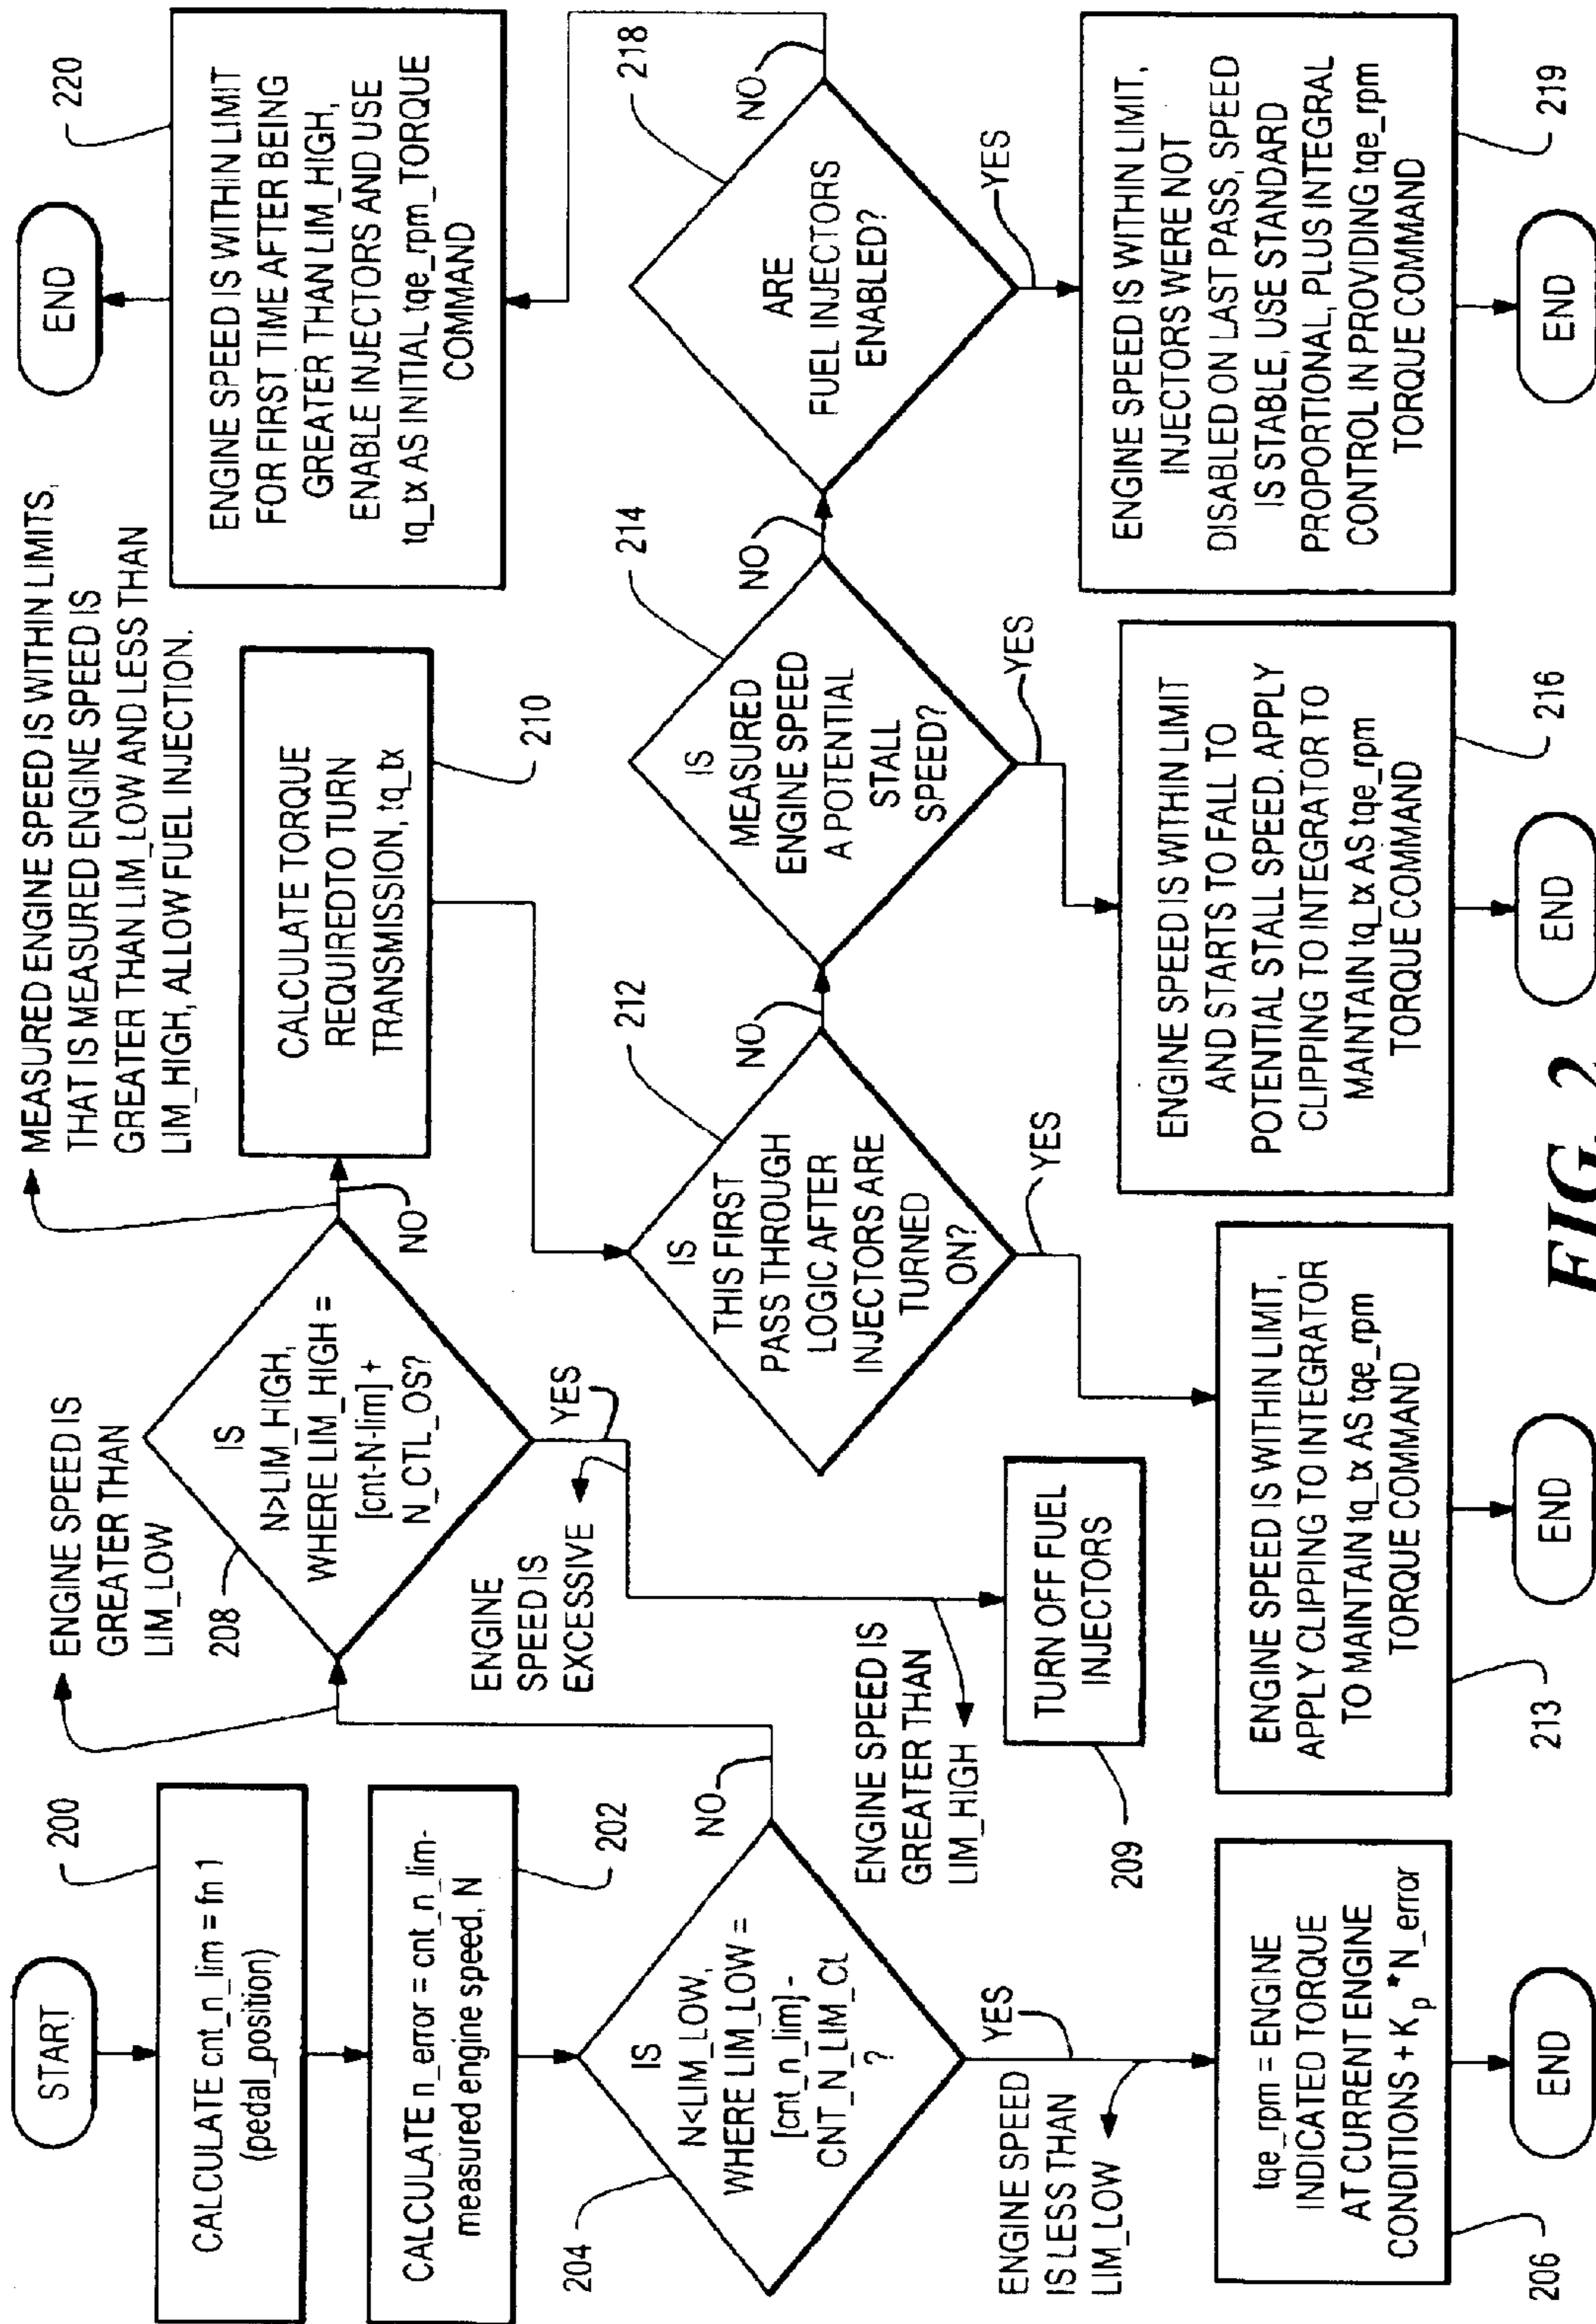 START
CALCULATE cnt_n_lim = fn 1
(pedal_position)
200
CALCULATE n_error = cnt_n_lim-
measured engine speed, N
202
IS
N<LIM_LOW,
WHERE LIM_LOW =
[cnt_n_lim]-
CNT_N_LIM_CL
?
204
NO
YES
ENGINE SPEED
IS LESS THAN
LIM_LOW
tqe_rpm = ENGINE
INDICATED TORQUE
AT CURRENT ENGINE
CONDITIONS + Kp*N_error
206
END
ENGINE SPEED IS
GREATER THAN
LIM_LOW
208
IS
N>LIM_HIGH,
WHERE LIM_HIGH =
[cnt-N-lim] +
N_CTL_OS?
NO
YES
ENGINE
SPEED IS
EXCESSIVE
ENGINE SPEED IS
GREATER THAN
LIM_HIGH
TURN OFF FUEL
INJECTORS
209
MEASURED ENGINE SPEED IS WITHIN LIMITS,
THAT IS MEASURED ENGINE SPEED IS
GREATER THAN LIM_LOW AND LESS THAN
LIM_HIGH, ALLOW FUEL INJECTION.
CALCULATE TORQUE
REQUIRED TO TURN
TRANSMISSION, tq_tx
210
212
IS
THIS FIRST
PASS THROUGH
LOGIC AFTER
INJECTORS ARE
TURNED
ON?
NO
YES
ENGINE SPEED IS WITHIN LIMIT,
APPLY CLIPPING TO INTEGRATOR
TO MAINTAIN tq_tx AS tqe_rpm
TORQUE COMMAND
213
END
214
IS
MEASURED
ENGINE SPEED
A POTENTIAL
STALL
SPEED?
NO
YES
ENGINE SPEED IS WITHIN LIMIT
AND STARTS TO FALL TO
POTENTIAL STALL SPEED. APPLY
CLIPPING TO INTEGRATOR TO
MAINTAIN tq_tx AS tqe_rpm
TORQUE COMMAND
216
END
218
ARE
FUEL INJECTORS
ENABLED?
NO
YES
ENGINE SPEED IS WITHIN LIMIT,
INJECTORS WERE NOT
DISABLED ON LAST PASS, SPEED
IS STABLE, USE STANDARD
PROPORTIONAL, PLUS INTEGRAL
CONTROL IN PROVIDING tqe_rpm
TORQUE COMMAND
219
END
ENGINE SPEED IS WITHIN LIMIT
FOR FIRST TIME AFTER BEING
GREATER THAN LIM_HIGH,
ENABLE INJECTORS AND USE
tq_tx AS INITIAL tqe_rpm_TORQUE
COMMAND
220
END
FIG. 2